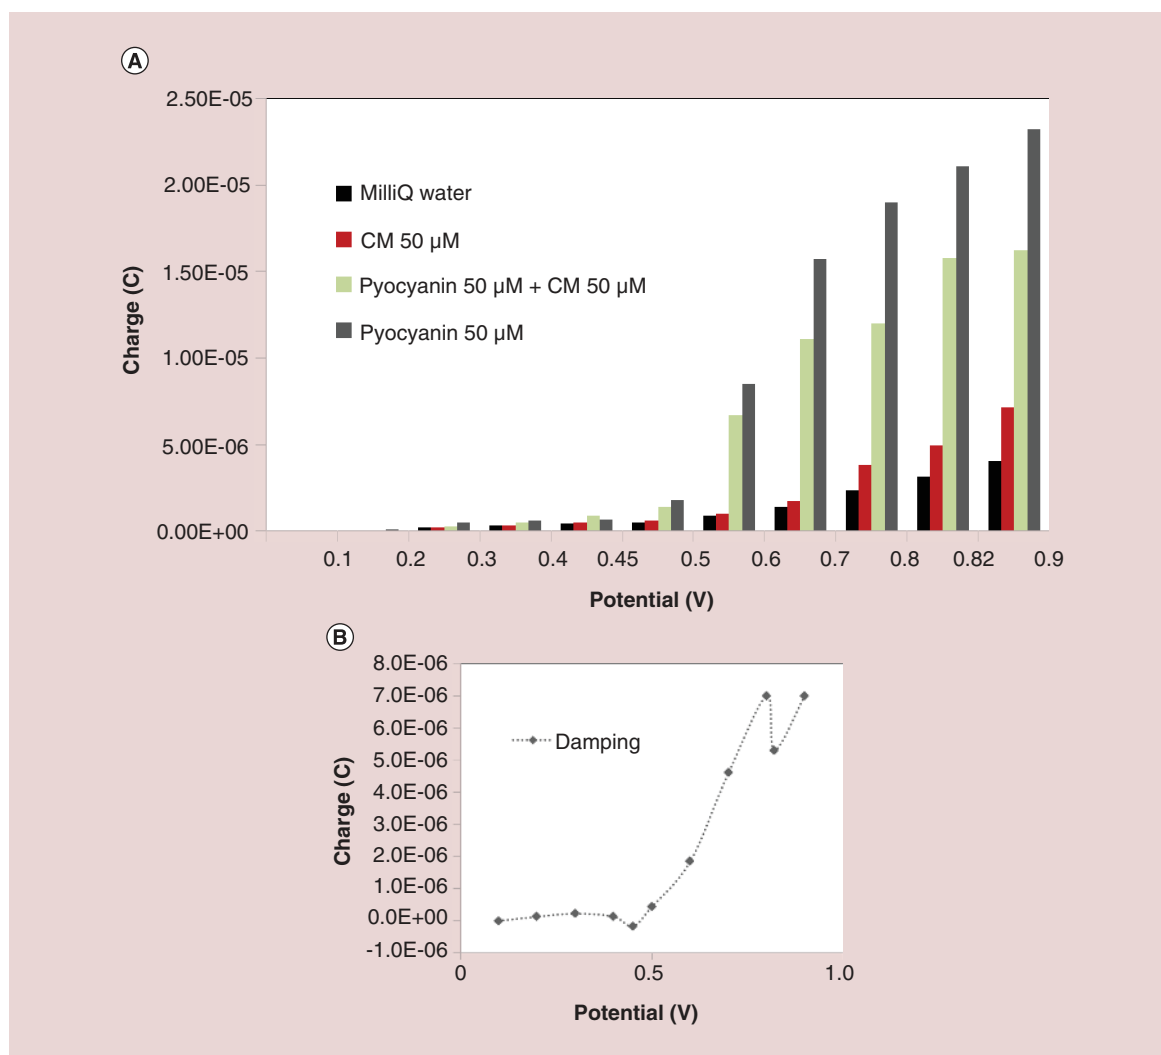 A
2.50E-05
2.00E-05
1.50E-05
1.00E-05
5.00E-06
0.00E+00
Charge (C)
MilliQ water
CM 50 µM
Pyocyanin 50 µM + CM 50 µM
Pyocyanin 50 µM
0.1 0.2 0.3 0.4 0.45 0.5 0.6 0.7 0.8 0.82 0.9
Potential (V)
B
8.0E-06
7.0E-06
6.0E-06
5.0E-06
4.0E-06
3.0E-06
2.0E-06
1.0E-06
0.0E+00
-1.0E-06
Charge (C)
Damping
0 0.5 1.0
Potential (V)